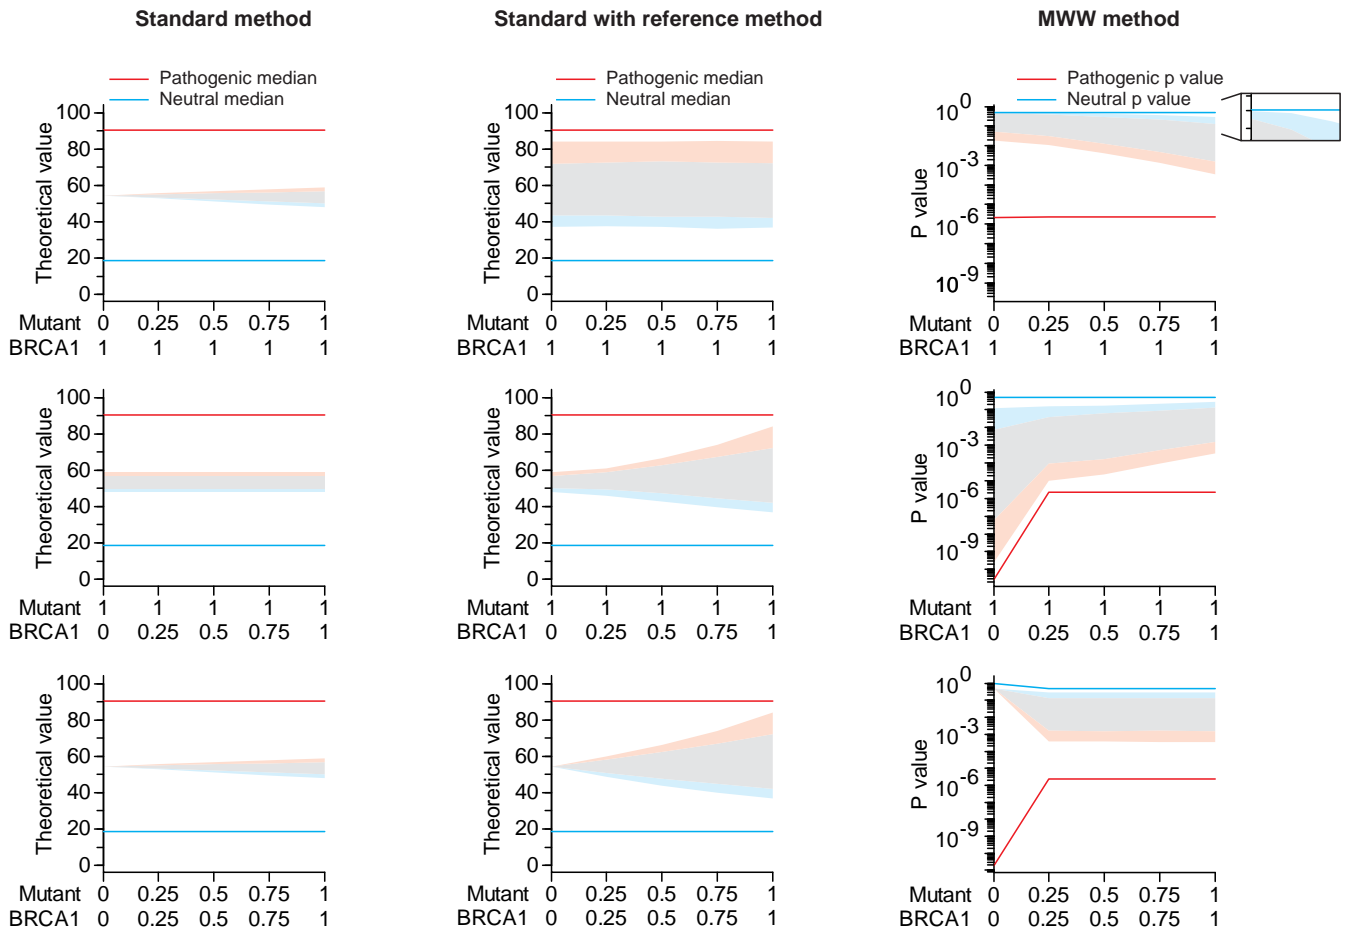 Standard method
Standard with reference method
MWW method
Pathogenic median
Neutral median
Pathogenic median
Neutral median
Pathogenic p value
Neutral p value
Theoretical value
100
80
60
40
20
0
Mutant 0 0.25 0.5 0.75 1
BRCA1 1 1 1 1 1
Theoretical value
100
80
60
40
20
0
0 0.25 0.5 0.75 1
1 1 1 1 1
P value
10^0
10^-3
10^-6
10^-9
Mutant 0 0.25 0.5 0.75 1
BRCA1 1 1 1 1 1
Theoretical value
100
80
60
40
20
0
Mutant 1 1 1 1 1
BRCA1 0 0.25 0.5 0.75 1
Theoretical value
100
80
60
40
20
0
Mutant 1 1 1 1 1
BRCA1 0 0.25 0.5 0.75 1
P value
10^0
10^-3
10^-6
10^-9
Mutant 1 1 1 1 1
BRCA1 0 0.25 0.5 0.75 1
Theoretical value
100
80
60
40
20
0
Mutant 0 0.25 0.5 0.75 1
BRCA1 0 0.25 0.5 0.75 1
Theoretical value
100
80
60
40
20
0
Mutant 0 0.25 0.5 0.75 1
BRCA1 0 0.25 0.5 0.75 1
P value
10^0
10^-3
10^-6
10^-9
Mutant 0 0.25 0.5 0.75 1
BRCA1 0 0.25 0.5 0.75 1